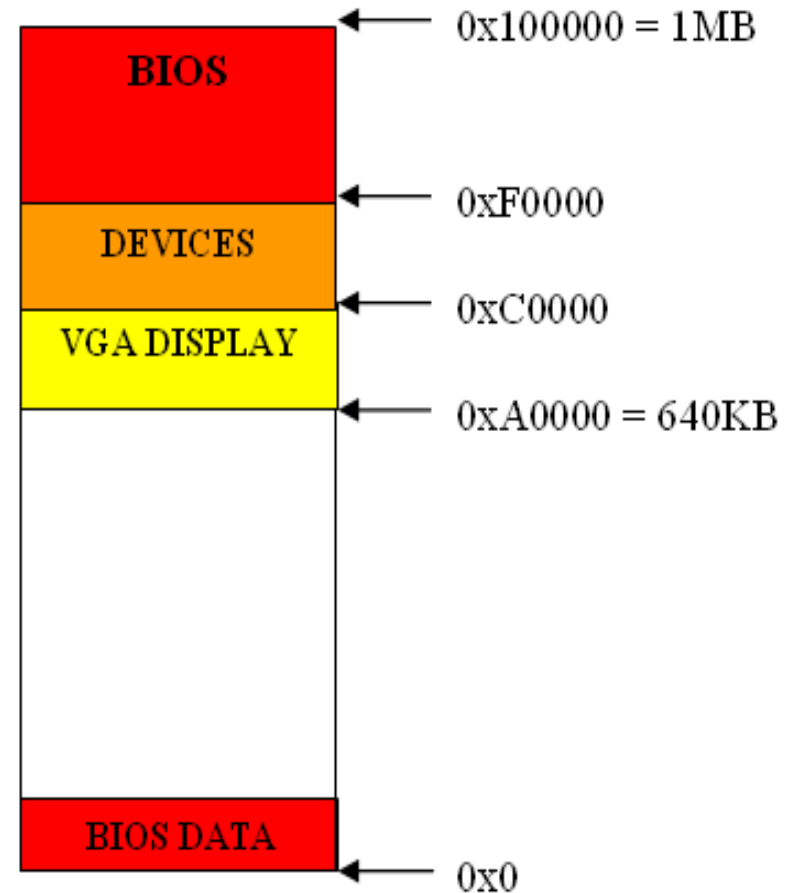 0x100000 = 1MB
BIOS
0xF0000
DEVICES
0xC0000
VGA DISPLAY
0xA0000 = 640KB
BIOS DATA
0x0